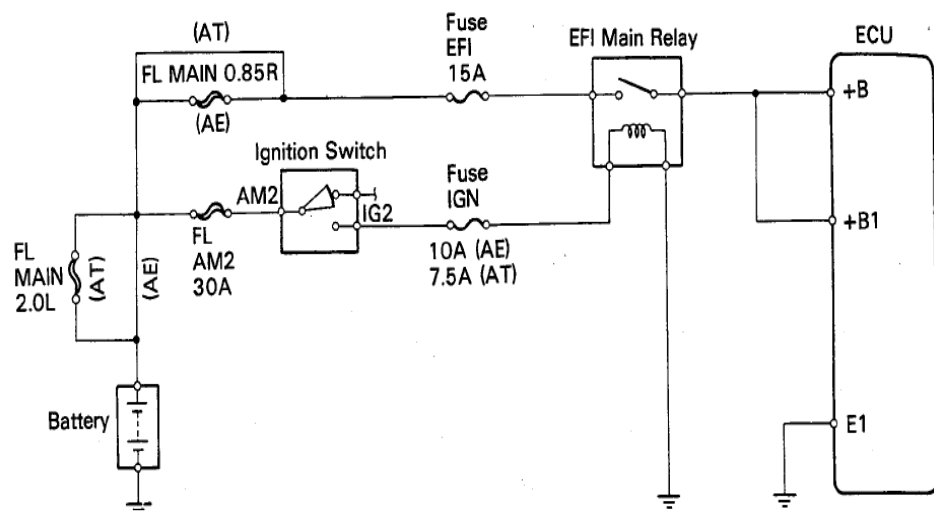 (AT)
FL MAIN 0.85R
(AE)
Fuse
EFI
15A
EFI Main Relay
ECU
+B
Ignition Switch
AM2
IG2
Fuse
IGN
10A (AE)
7.5A (AT)
+B1
FL
AM2
30A
FL
MAIN
2.0L
(AT)
(AE)
Battery
E1